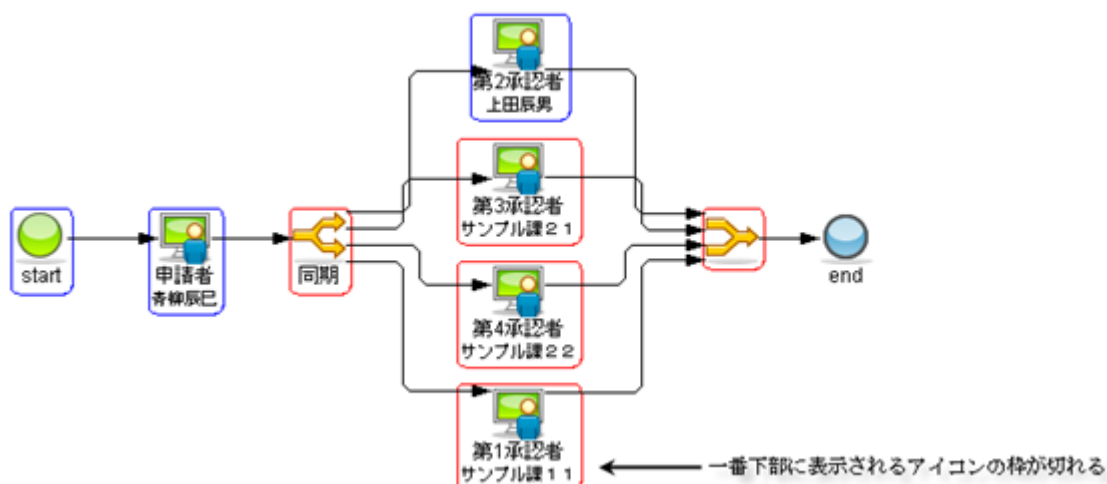 第2承認者
上田辰男
第3承認者
サンプル課２１
start
申請者
青柳辰巳
同期
end
第4承認者
サンプル課２２
第1承認者
サンプル課１１
一番下部に表示されるアイコンの枠が切れる